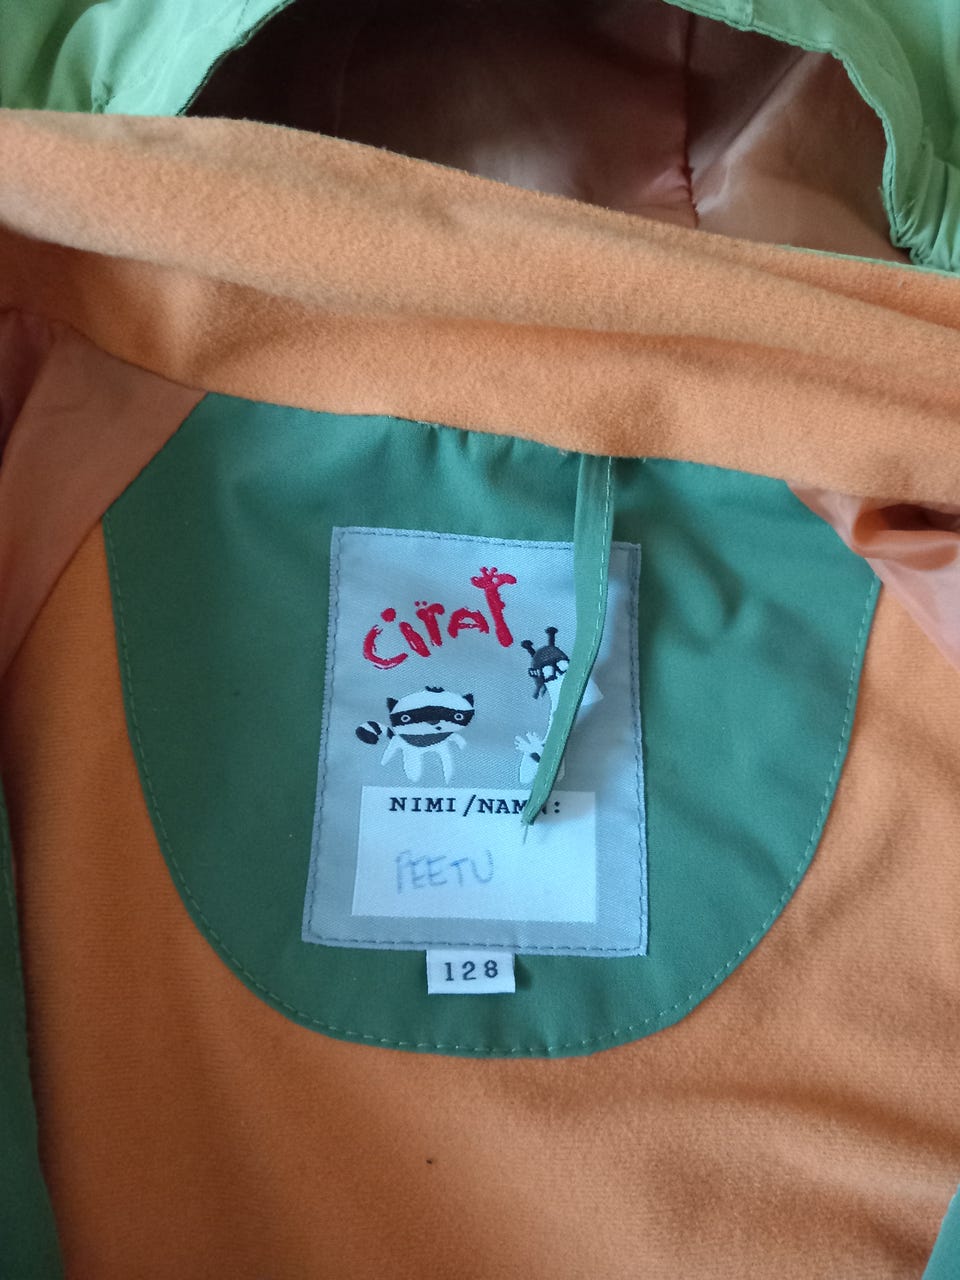 Ciraf
NIMI/NAMN:
PEETU
128